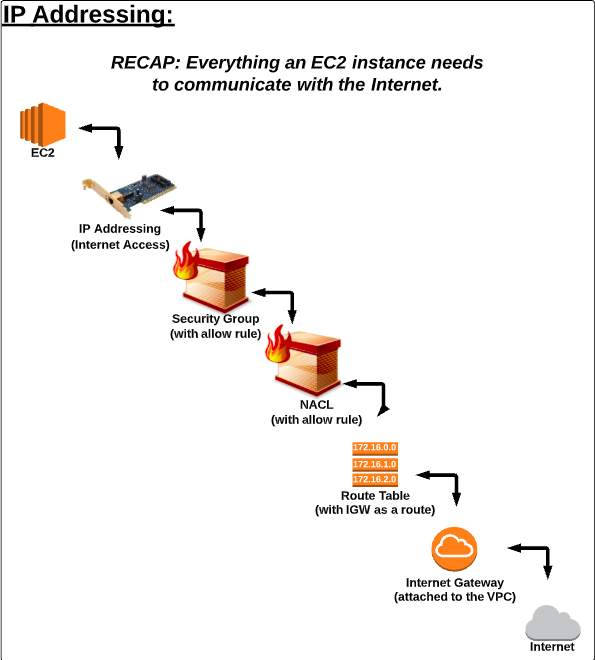 IP Addressing:
RECAP: Everything an EC2 instance needs
to communicate with the Internet.
EC2
IP Addressing
(Internet Access)
Security Group
(with allow rule)
NACL
(with allow rule)
172.16.0.0
172.16.1.0
172.16.2.0
Route Table
(with IGW as a route)
Internet Gateway
(attached to the VPC)
Internet